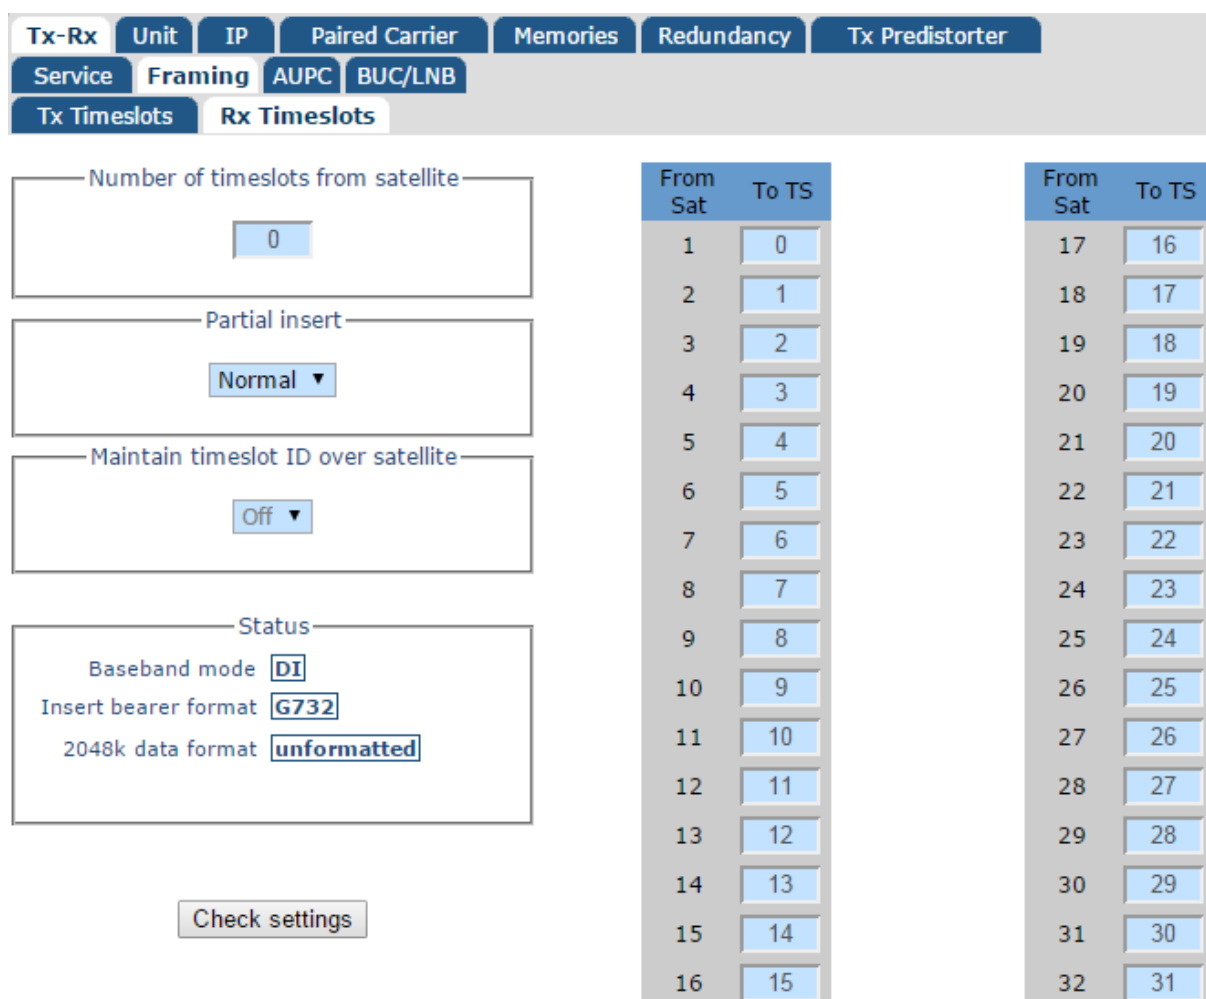 Tx-Rx Unit IP Paired Carrier Memories Redundancy Tx Predistorter
Service Framing AUPC BUC/LNB
Tx Timeslots Rx Timeslots
Number of timeslots from satellite
0
Partial insert
Normal
Maintain timeslot ID over satellite
Off
Status
Baseband mode DI
Insert bearer format G732
2048k data format unformatted
Check settings
From Sat To TS
1 0
2 1
3 2
4 3
5 4
6 5
7 6
8 7
9 8
10 9
11 10
12 11
13 12
14 13
15 14
16 15
From Sat To TS
17 16
18 17
19 18
20 19
21 20
22 21
23 22
24 23
25 24
26 25
27 26
28 27
29 28
30 29
31 30
32 31